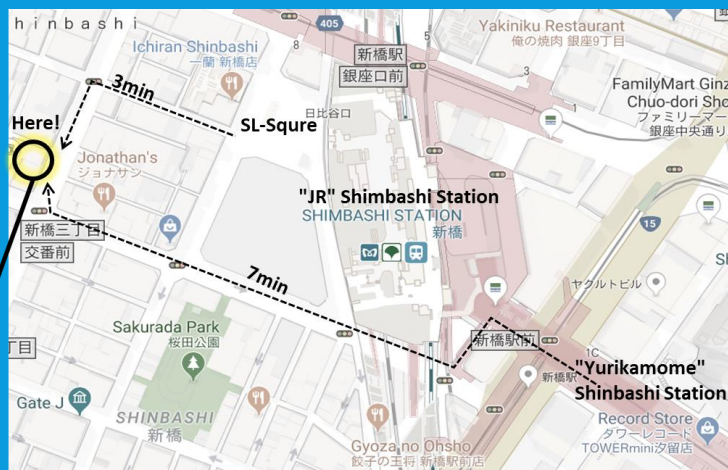 hinbashi
405
Yakiniku Restaurant
俺の焼肉 銀座9丁目
Ichiran Shinbashi
一蘭 新橋店
8
新橋駅
銀座口前
5
3
1
FamilyMart Ginz
Chuo-dori Sho
ファミリーマー
銀座中央通り
3min
日比谷口
SL-Squre
Here!
Jonathan's
ジョナサン
"JR" Shimbashi Station
SHIMBASHI STATION
新橋
15
新橋三丁目
交番前
7min
ヤクルトビル
Sakurada Park
桜田公園
新橋駅前
1C
丁目
新橋駅
"Yurikamome"
Shinbashi Station
Gate J
SHINBASHI
新橋
Record Store
タワーレコード
TOWERmini汐留店
Gyoza no Ohsho
餃子の王将 新橋駅前店